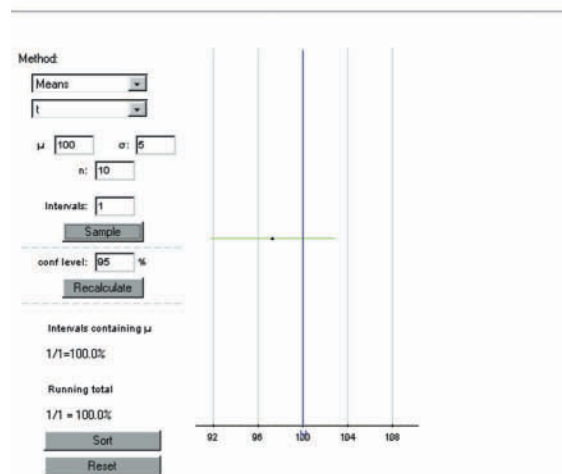 Method:
Means
t
μ 100 σ: 5
n: 10
Intervals: 1
Sample
conf level: 95 %
Recalculate
Intervals containing μ
1/1=100.0%
Running total
1/1 = 100.0%
Sort
Reset
92 96 100 104 108